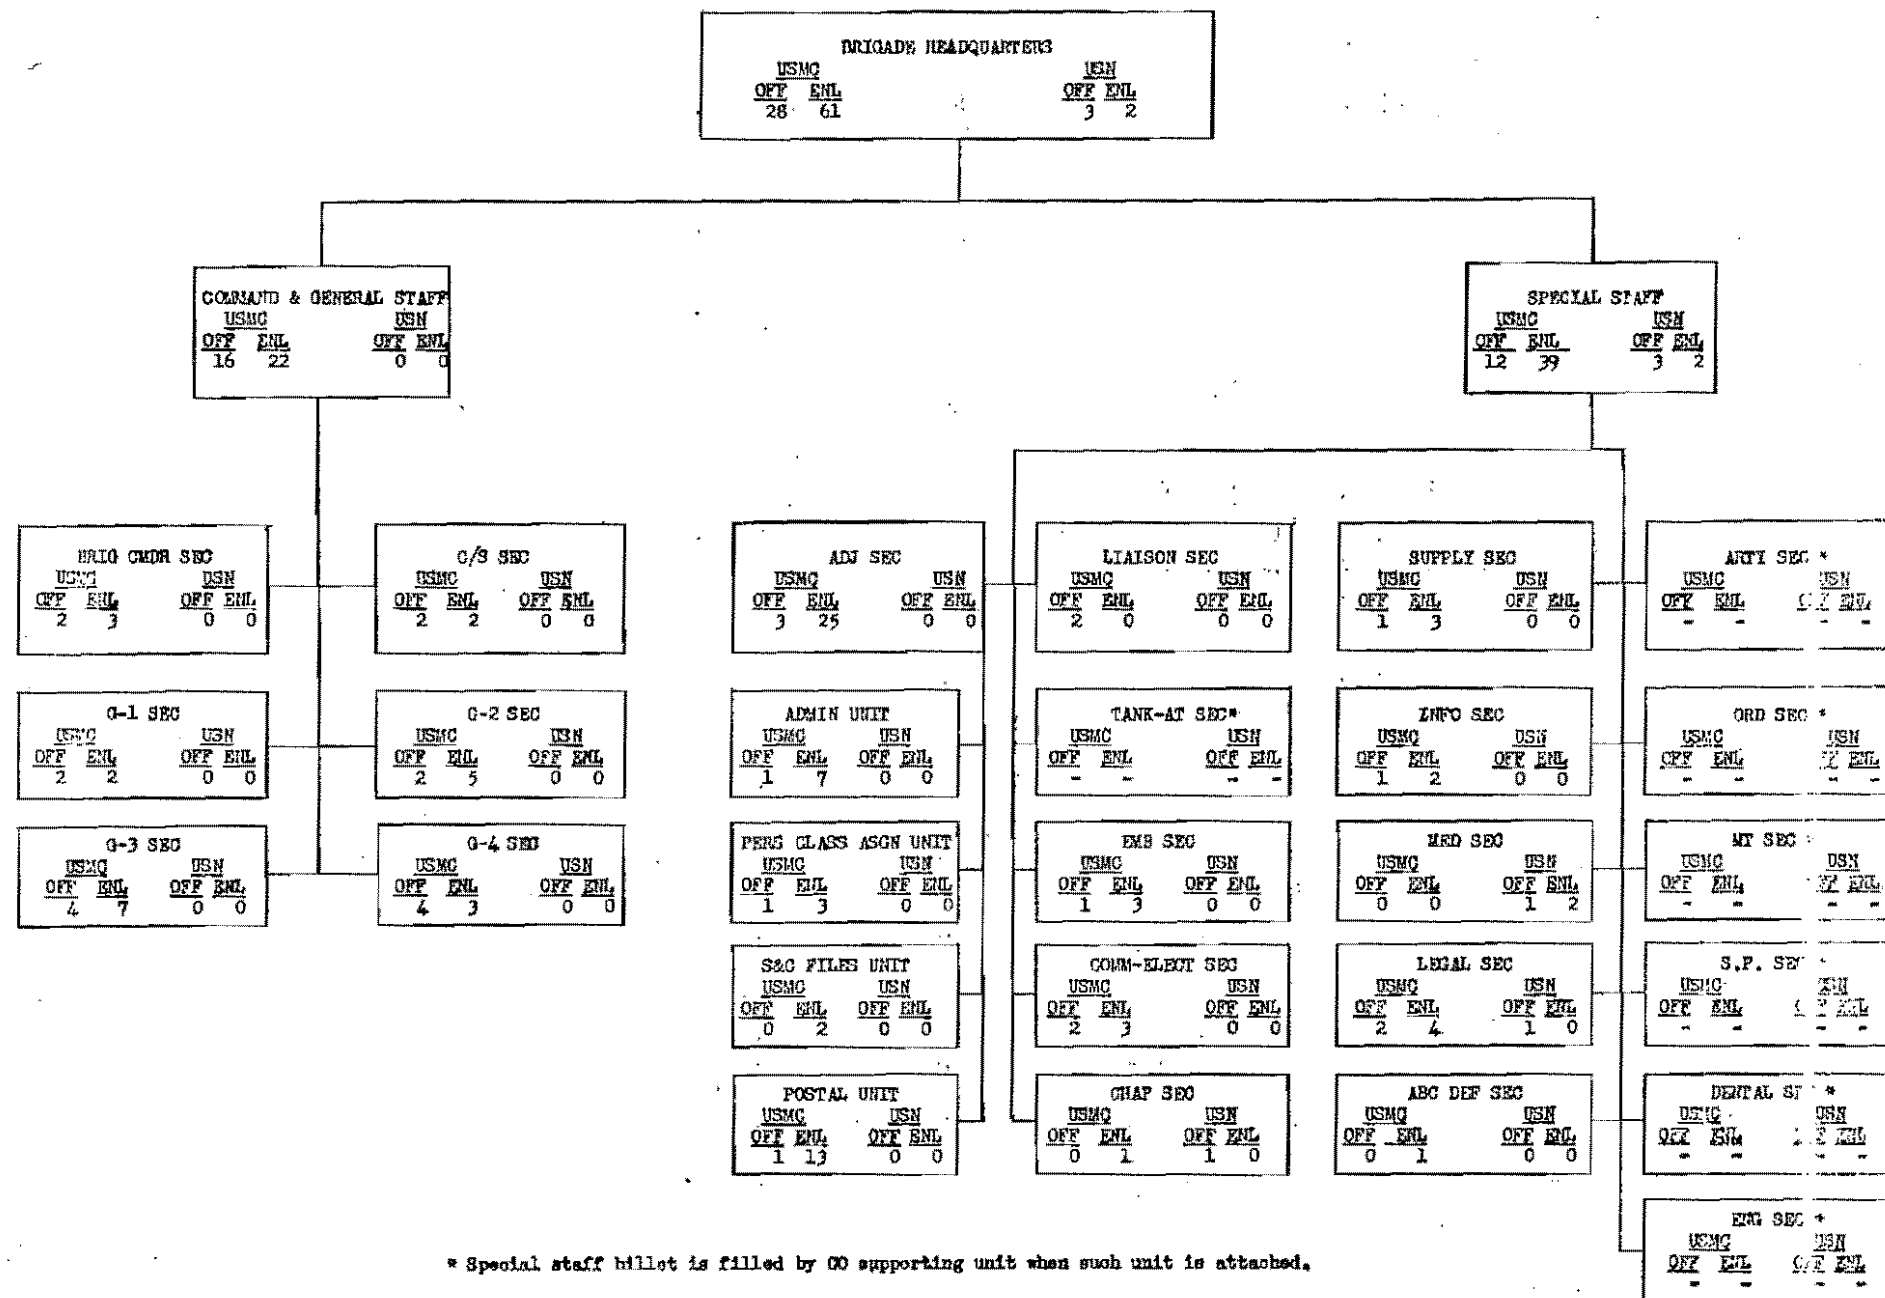 BRIGADE HEADQUARTERS
USMC USN
OFF ENL OFF ENL
28 61 3 2
COMMAND & GENERAL STAFF
USMC USN
OFF ENL OFF ENL
16 22 0 0
SPECIAL STAFF
USMC USN
OFF ENL OFF ENL
12 39 3 2
BRIG CMDR SEC
USMC USN
OFF ENL OFF ENL
2 3 0 0
C/S SEC
USMC USN
OFF ENL OFF ENL
2 2 0 0
ADJ SEC
USMC USN
OFF ENL OFF ENL
3 25 0 0
LIAISON SEC
USMC USN
OFF ENL OFF ENL
2 0 0 0
SUPPLY SEC
USMC USN
OFF ENL OFF ENL
1 3 0 0
ARTY SEC *
USMC USN
OFF ENL OFF ENL
- - - -
G-1 SEC
USMC USN
OFF ENL OFF ENL
2 2 0 0
G-2 SEC
USMC USN
OFF ENL OFF ENL
2 5 0 0
ADMIN UNIT
USMC USN
OFF ENL OFF ENL
1 7 0 0
TANK-AT SEC*
USMC USN
OFF ENL OFF ENL
- - - -
INFO SEC
USMC USN
OFF ENL OFF ENL
1 2 0 0
ORD SEC *
USMC USN
OFF ENL ENL
- - - -
G-3 SEC
USMC USN
OFF ENL OFF ENL
4 7 0 0
G-4 SEC
USMC USN
OFF ENL OFF ENL
4 3 0 0
PERS CLASS ASGN UNIT
USMC USN
OFF ENL OFF ENL
1 3 0 0
EMB SEC
USMC USN
OFF ENL OFF ENL
1 3 0 0
MED SEC
USMC USN
OFF ENL OFF ENL
0 0 1 2
MT SEC *
USMC USN
OFF ENL ENL
- - - -
S&C FILES UNIT
USMC USN
OFF ENL OFF ENL
0 2 0 0
COMM-ELECT SEC
USMC USN
OFF ENL OFF ENL
2 3 0 0
LEGAL SEC
USMC USN
OFF ENL OFF ENL
2 4 1 0
S.P. SEC *
USMC USN
OFF ENL ENL
- - - -
POSTAL UNIT
USMC USN
OFF ENL OFF ENL
1 13 0 0
CHAP SEC
USMC USN
OFF ENL OFF ENL
0 1 1 0
ABC DEF SEC
USMC USN
OFF ENL OFF ENL
0 1 0 0
DENTAL *
USMC USN
OFF ENL ENL
- - - -
ENG SEC *
USMC USN
OFF ENL OFF ENL
- - - -
* Special staff billet is filled by CO supporting unit when such unit is attached.